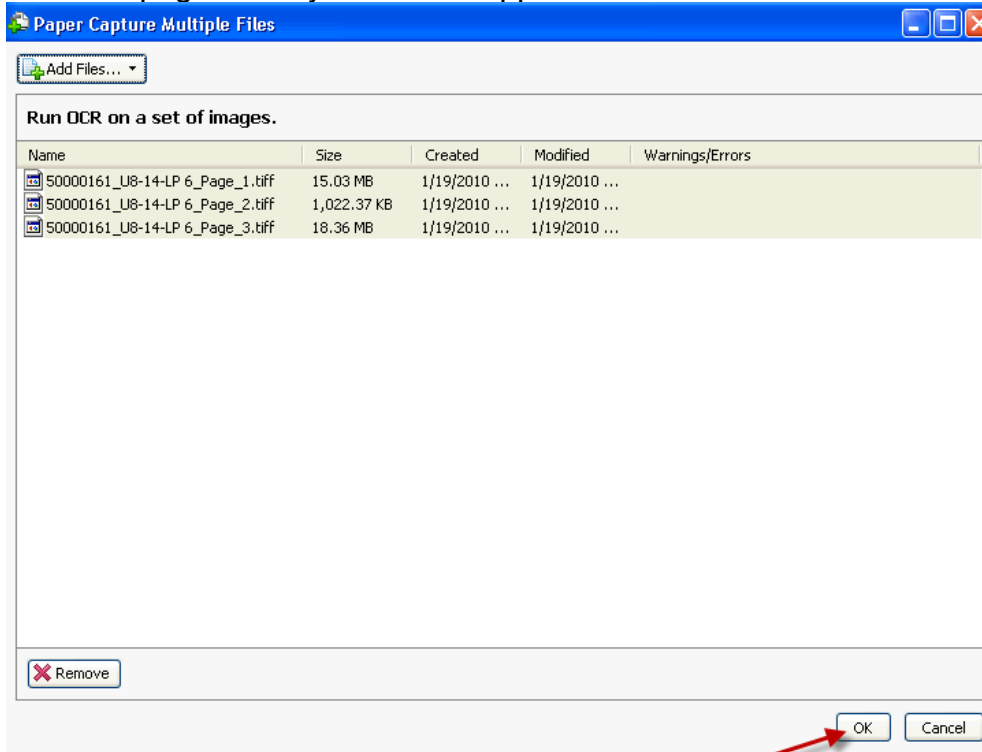 Paper Capture Multiple Files
Add Files...
Run OCR on a set of images.
Name Size Created Modified Warnings/Errors
50000161_U8-14-LP 6_Page_1.tiff 15.03 MB 1/19/2010 ... 1/19/2010 ...
50000161_U8-14-LP 6_Page_2.tiff 1,022.37 KB 1/19/2010 ... 1/19/2010 ...
50000161_U8-14-LP 6_Page_3.tiff 18.36 MB 1/19/2010 ... 1/19/2010 ...
Remove
OK Cancel